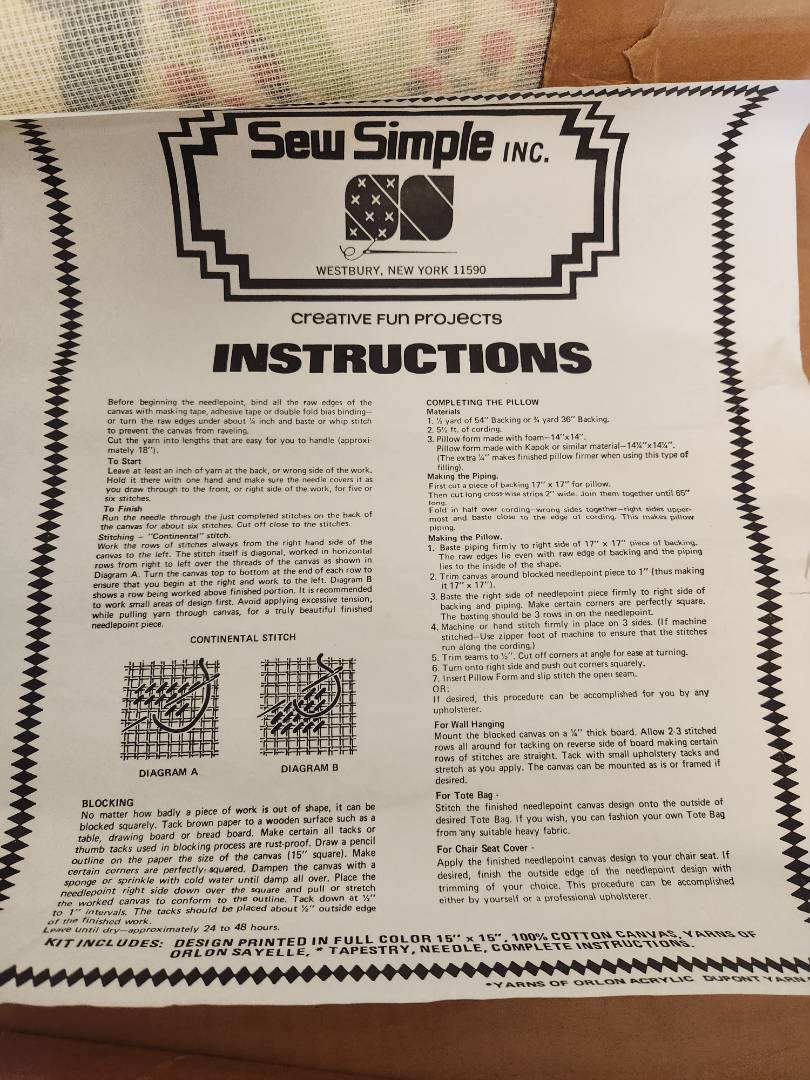 Sew Simple INC.
WESTBURY, NEW YORK 11590
creative fun projects
INSTRUCTIONS
Before beginning the needlepoint, bind all the raw edges of the
canvas with masking tape, adhesive tape or double fold bias binding—
or turn the raw edges under about ¼ inch and baste or whip stitch
to prevent the canvas from raveling.
Cut the yarn into lengths that are easy for you to handle (approxi-
mately 18").
To Start
Leave at least an inch of yarn at the back, or wrong side of the work.
Hold it there with one hand and make sure the needle covers it as
you draw through to the front, or right side of the work, for five or
six stitches.
To Finish
Run the needle through the just completed stitches on the back of
the canvas for about six stitches. Cut off close to the stitches.
Stitching — "Continental" stitch.
Work the rows of stitches always from the right hand side of the
canvas to the left. The stitch itself is diagonal, worked in horizontal
rows from right to left over the threads of the canvas as shown in
Diagram A. Turn the canvas top to bottom at the end of each row to
ensure that you begin at the right and work to the left. Diagram B
shows a row being worked above finished portion. It is recommended
to work small areas of design first. Avoid applying excessive tension,
while pulling yarn through canvas, for a truly beautiful finished
needlepoint piece.
CONTINENTAL STITCH
DIAGRAM A
DIAGRAM B
BLOCKING
No matter how badly a piece of work is out of shape, it can be
blocked squarely. Tack brown paper to a wooden surface such as a
table, drawing board or bread board. Make certain all tacks or
thumb tacks used in blocking process are rust-proof. Draw a pencil
outline on the paper the size of the canvas (15" square). Make
certain corners are perfectly squared. Dampen the canvas with a
sponge or sprinkle with cold water until damp all over. Place the
needlepoint right side down over the square and pull or stretch
the worked canvas to conform to the outline. Tack down at ½"
to 1" intervals. The tacks should be placed about ½" outside edge
of the finished work.
Leave until dry—approximately 24 to 48 hours.
COMPLETING THE PILLOW
Materials
1. ½ yard of 54" Backing or ¾ yard 36" Backing.
2. 5½ ft. of cording.
3. Pillow form made with foam—14"x14".
Pillow form made with Kapok or similar material—14¼"x14¼".
(The extra ¼" makes finished pillow firmer when using this type of
filling).
Making the Piping.
First cut a piece of backing 17" x 17" for pillow.
Then cut long cross-wise strips 2" wide. Join them together until 65"
long.
Fold in half over cording—wrong sides together—right sides upper-
most and baste close to the edge of cording. This makes pillow
piping.
Making the Pillow.
1. Baste piping firmly to right side of 17" x 17" piece of backing.
The raw edges lie even with raw edge of backing and the piping
lies to the inside of the shape.
2. Trim canvas around blocked needlepoint piece to 1" (thus making
it 17" x 17").
3. Baste the right side of needlepoint piece firmly to right side of
backing and piping. Make certain corners are perfectly square.
The basting should be 3 rows in on the needlepoint.
4. Machine or hand stitch firmly in place on 3 sides. (If machine
stitched—Use zipper foot of machine to ensure that the stitches
run along the cording.)
5. Trim seams to ½". Cut off corners at angle for ease at turning.
6. Turn onto right side and push out corners squarely.
7. Insert Pillow Form and slip stitch the open seam.
OR:
If desired, this procedure can be accomplished for you by any
upholsterer.
For Wall Hanging
Mount the blocked canvas on a ¼" thick board. Allow 2-3 stitched
rows all around for tacking on reverse side of board making certain
rows of stitches are straight. Tack with small upholstery tacks and
stretch as you apply. The canvas can be mounted as is or framed if
desired.
For Tote Bag -
Stitch the finished needlepoint canvas design onto the outside of
desired Tote Bag. If you wish, you can fashion your own Tote Bag
from any suitable heavy fabric.
For Chair Seat Cover -
Apply the finished needlepoint canvas design to your chair seat. If
desired, finish the outside edge of the needlepoint design with
trimming of your choice. This procedure can be accomplished
either by yourself or a professional upholsterer.
KIT INCLUDES: DESIGN PRINTED IN FULL COLOR 15" x 15", 100% COTTON CANVAS, YARNS OF
ORLON SAYELLE, * TAPESTRY, NEEDLE, COMPLETE INSTRUCTIONS.
*YARNS OF ORLON ACRYLIC DUPONT YARN